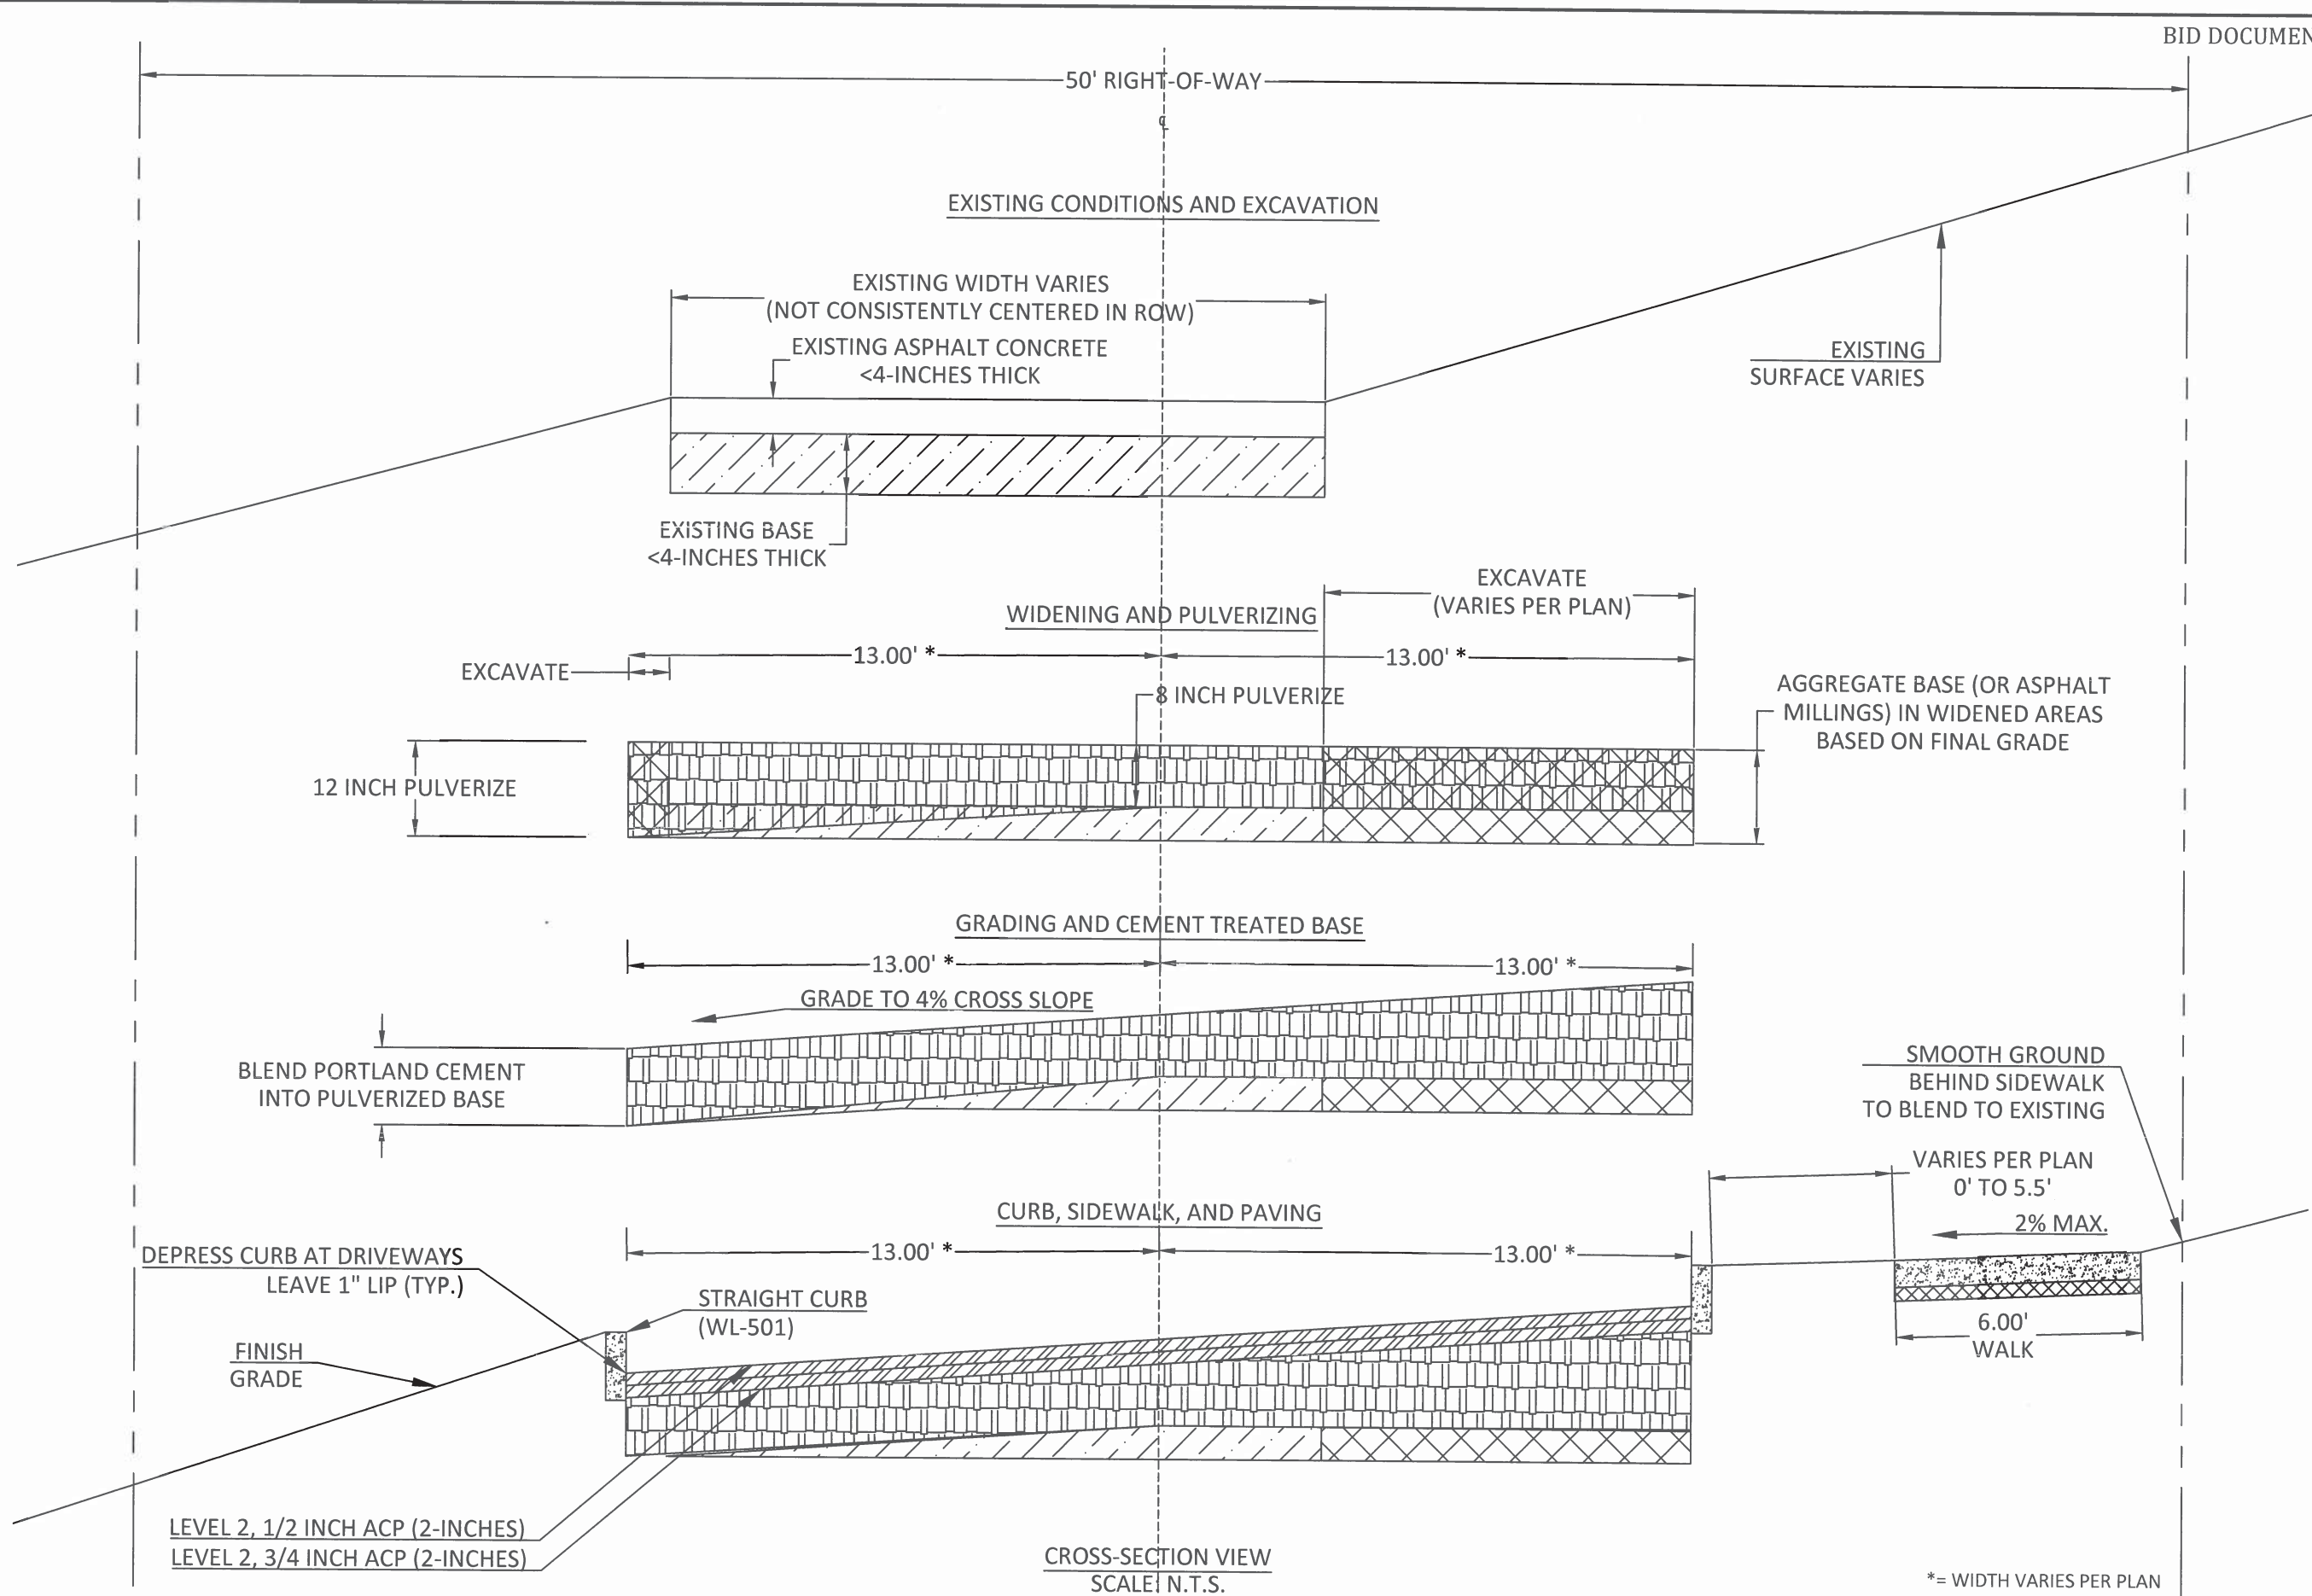 BID DOCUMEN
50' RIGHT-OF-WAY
℄
EXISTING CONDITIONS AND EXCAVATION
EXISTING WIDTH VARIES
(NOT CONSISTENTLY CENTERED IN ROW)
EXISTING ASPHALT CONCRETE
<4-INCHES THICK
EXISTING
SURFACE VARIES
EXISTING BASE
<4-INCHES THICK
EXCAVATE
(VARIES PER PLAN)
WIDENING AND PULVERIZING
13.00' *
13.00' *
EXCAVATE
8 INCH PULVERIZE
AGGREGATE BASE (OR ASPHALT
MILLINGS) IN WIDENED AREAS
BASED ON FINAL GRADE
12 INCH PULVERIZE
GRADING AND CEMENT TREATED BASE
13.00' *
13.00' *
GRADE TO 4% CROSS SLOPE
BLEND PORTLAND CEMENT
INTO PULVERIZED BASE
SMOOTH GROUND
BEHIND SIDEWALK
TO BLEND TO EXISTING
VARIES PER PLAN
0' TO 5.5'
2% MAX.
CURB, SIDEWALK, AND PAVING
13.00' *
13.00' *
DEPRESS CURB AT DRIVEWAYS
LEAVE 1" LIP (TYP.)
STRAIGHT CURB
(WL-501)
FINISH
GRADE
6.00'
WALK
LEVEL 2, 1/2 INCH ACP (2-INCHES)
LEVEL 2, 3/4 INCH ACP (2-INCHES)
CROSS-SECTION VIEW
SCALE: N.T.S.
*= WIDTH VARIES PER PLAN